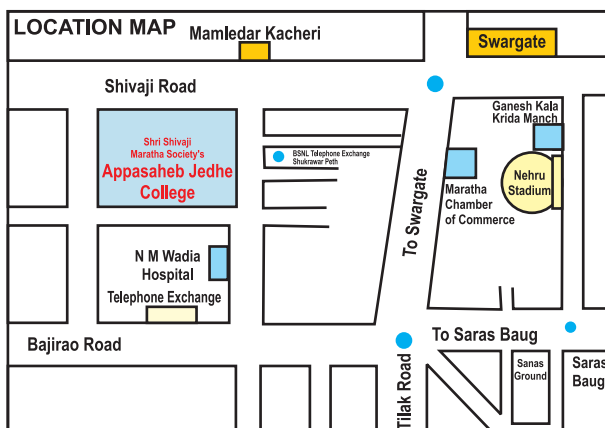 LOCATION MAP
Mamledar Kacheri
Swargate
Shivaji Road
Ganesh Kala
Krida Manch
Shri Shivaji
Maratha Society's
Appasaheb Jedhe
College
BSNL Telephone Exchange
Shukrawar Peth
Nehru
Stadium
Maratha
Chamber
of Commerce
To Swargate
N M Wadia
Hospital
Telephone Exchange
Bajirao Road
To Saras Baug
Tilak Road
Sanas
Ground
Saras
Baug